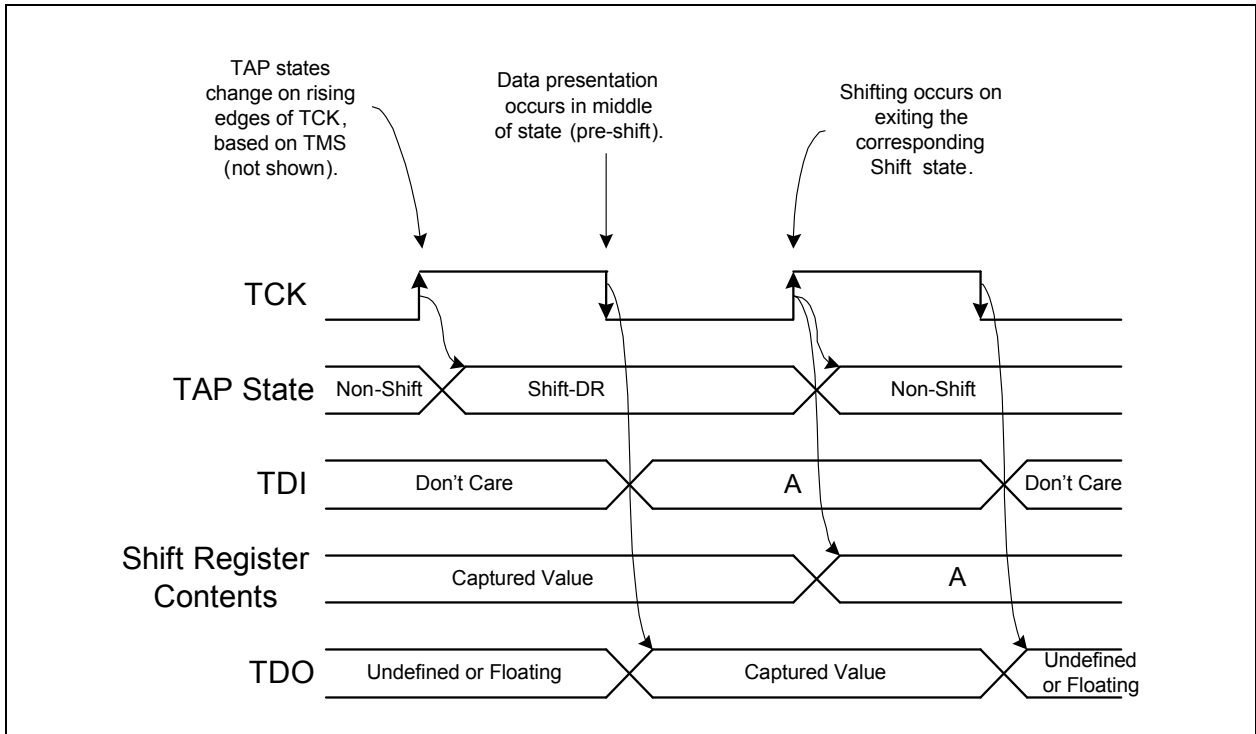 TAP states
change on rising
edges of TCK,
based on TMS
(not shown).
Data presentation
occurs in middle
of state (pre-shift).
Shifting occurs on
exiting the
corresponding
Shift state.
TCK
TAP State
Non-Shift
Shift-DR
Non-Shift
TDI
Don't Care
A
Don't Care
Shift Register
Contents
Captured Value
A
TDO
Undefined or Floating
Captured Value
Undefined
or Floating